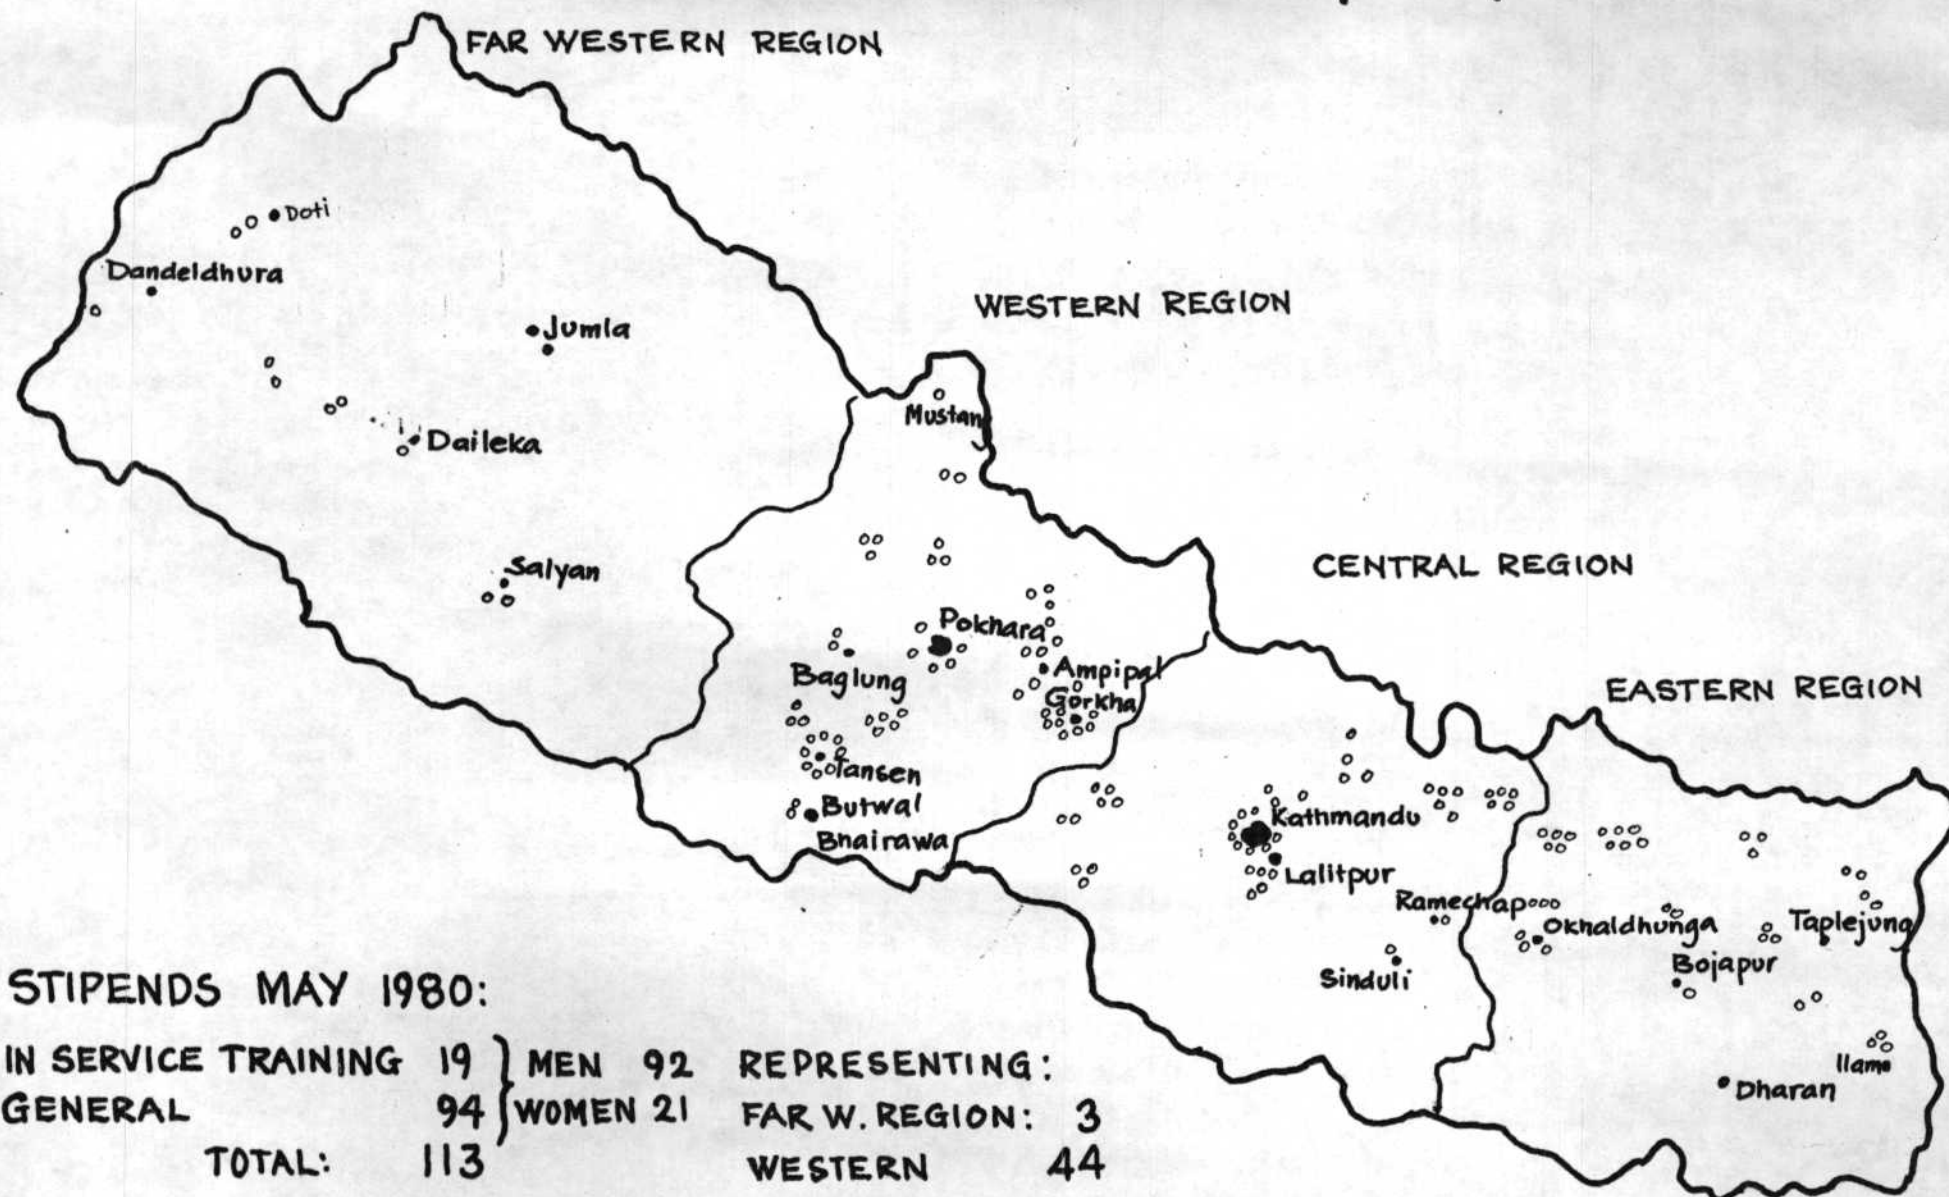 FAR WESTERN REGION
Doti
Dandeldhura
Jumla
WESTERN REGION
Mustang
Daileka
CENTRAL REGION
Salyan
Pokhara
Ampipal
Baglung
Gorkha
EASTERN REGION
Tansen
Butwal
Bhairawa
Kathmandu
Lalitpur
Ramechap
Okhaldhunga
Taplejung
Bojapur
Sinduli
Ilam
Dharan
STIPENDS MAY 1980:
IN SERVICE TRAINING 19 } MEN 92 REPRESENTING:
GENERAL 94 } WOMEN 21 FAR W. REGION: 3
TOTAL: 113 WESTERN 44